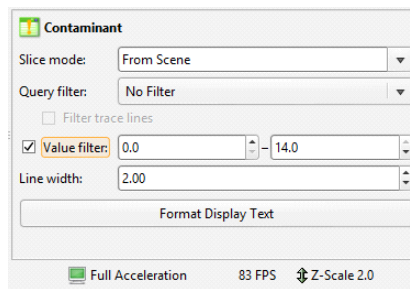 Contaminant
Slice mode: From Scene
Query filter: No Filter
Filter trace lines
Value filter: 0.0 – 14.0
Line width: 2.00
Format Display Text
Full Acceleration 83 FPS Z-Scale 2.0